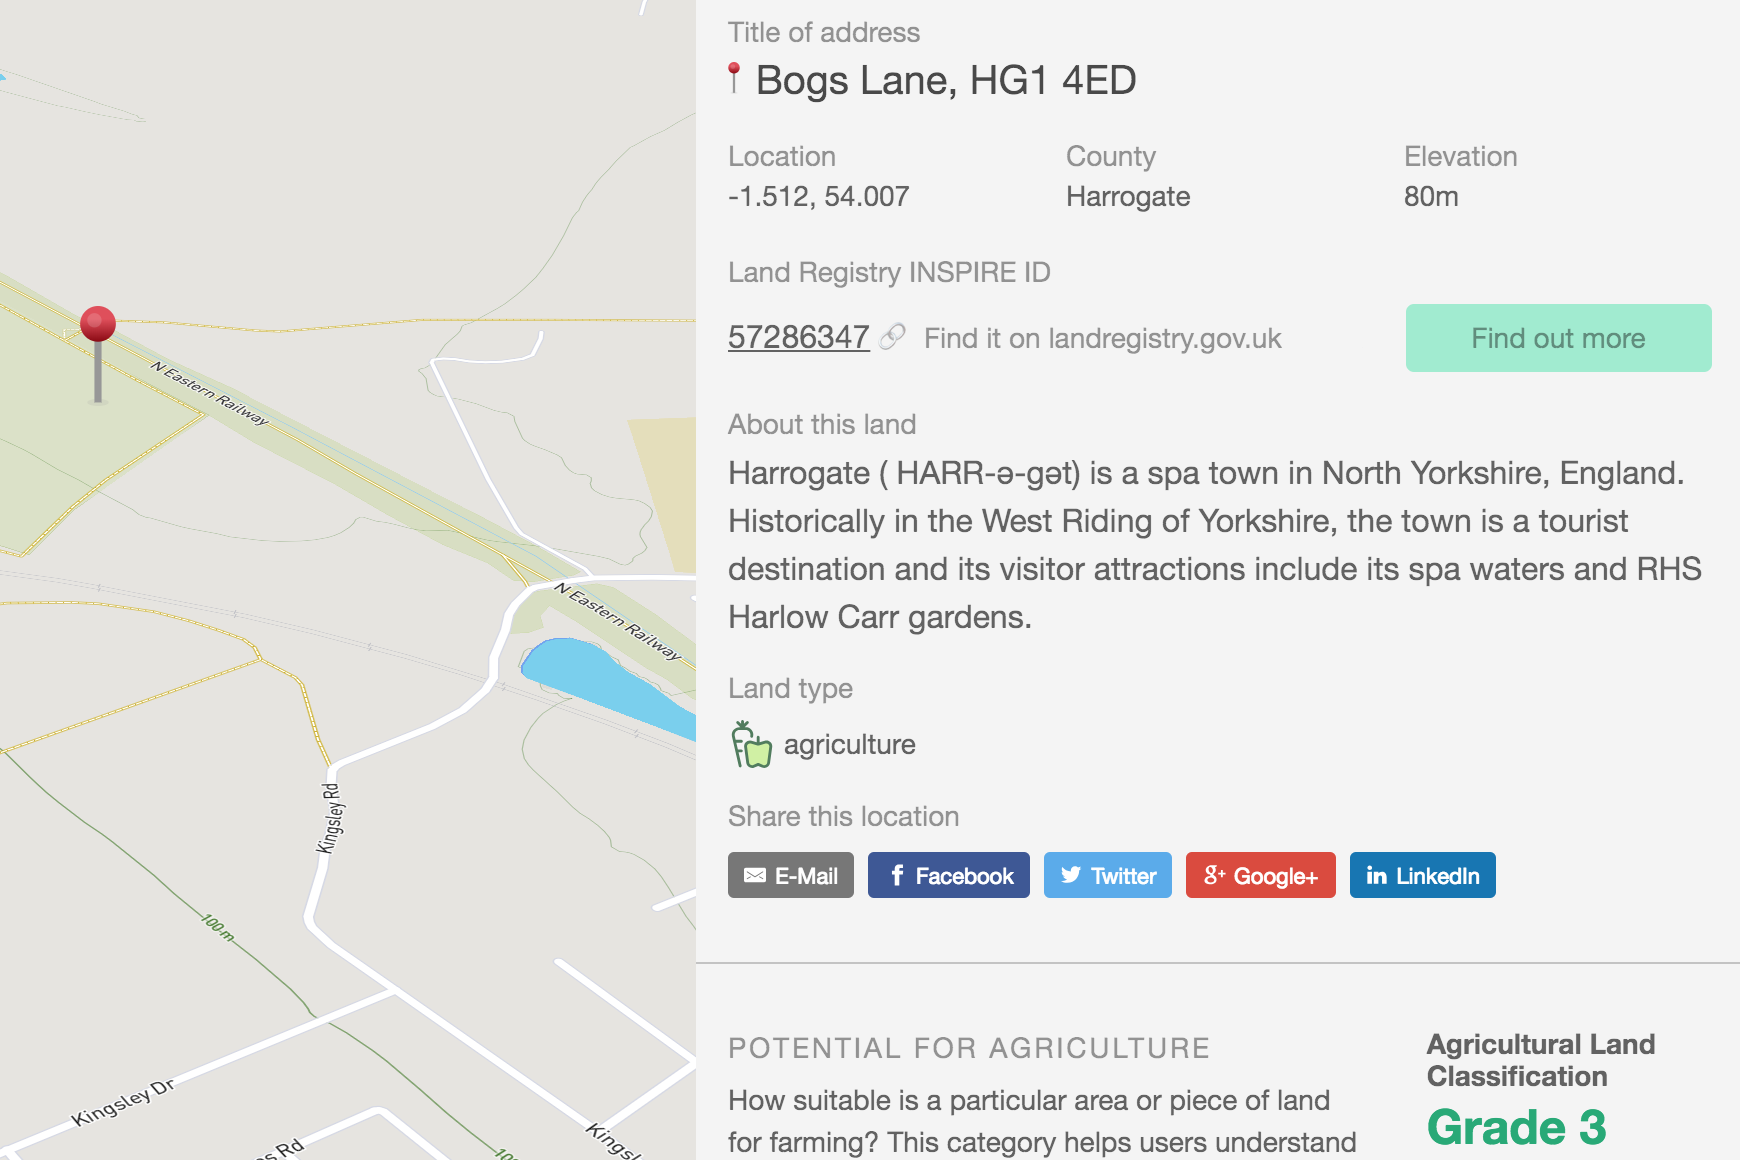 Title of address
Bogs Lane, HG1 4ED
Location
County
Elevation
-1.512, 54.007
Harrogate
80m
Land Registry INSPIRE ID
57286347 Find it on landregistry.gov.uk
Find out more
About this land
Harrogate ( HARR-ə-gət) is a spa town in North Yorkshire, England.
Historically in the West Riding of Yorkshire, the town is a tourist
destination and its visitor attractions include its spa waters and RHS
Harlow Carr gardens.
Land type
agriculture
Share this location
E-Mail
Facebook
Twitter
Google+
LinkedIn
POTENTIAL FOR AGRICULTURE
How suitable is a particular area or piece of land
for farming? This category helps users understand
Agricultural Land
Classification
Grade 3
N Eastern Railway
N Eastern Railway
Kingsley Rd
100 m
Kingsley Dr
Rd